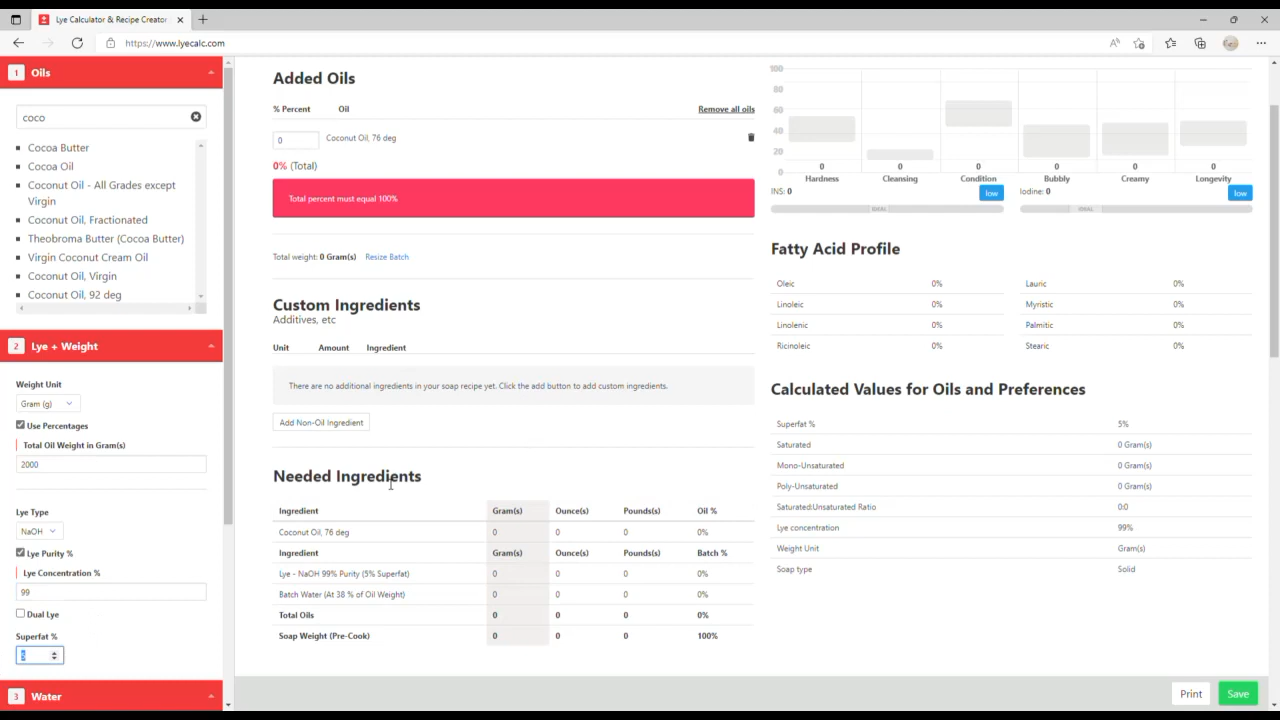 Lye Calculator & Recipe Creator
https://www.lyecalc.com
1 Oils
coco
Cocoa Butter
Cocoa Oil
Coconut Oil - All Grades except
Virgin
Coconut Oil, Fractionated
Theobroma Butter (Cocoa Butter)
Virgin Coconut Cream Oil
Coconut Oil, Virgin
Coconut Oil, 92 deg
2 Lye + Weight
Weight Unit
Gram (g)
Use Percentages
Total Oil Weight in Gram(s)
2000
Lye Type
NaOH
Lye Purity %
Lye Concentration %
99
Dual Lye
Superfat %
5
3 Water
Added Oils
% Percent Oil Remove all oils
0 Coconut Oil, 76 deg
0% (Total)
Total percent must equal 100%
Total weight: 0 Gram(s) Resize Batch
Custom Ingredients
Additives, etc
Unit Amount Ingredient
There are no additional ingredients in your soap recipe yet. Click the add button to add custom ingredients.
Add Non-Oil Ingredient
Needed Ingredients
Ingredient Gram(s) Ounce(s) Pounds(s) Oil %
Coconut Oil, 76 deg 0 0 0 0%
Ingredient Gram(s) Ounce(s) Pounds(s) Batch %
Lye - NaOH 99% Purity (5% Superfat) 0 0 0 0%
Batch Water (At 38 % of Oil Weight) 0 0 0 0%
Total Oils 0 0 0 0%
Soap Weight (Pre-Cook) 0 0 0 100%
100
80
60
40
20
0
0 0 0 0 0 0
Hardness Cleansing Condition Bubbly Creamy Longevity
INS: 0 low Iodine: 0 low
IDEAL IDEAL
Fatty Acid Profile
Oleic 0% Lauric 0%
Linoleic 0% Myristic 0%
Linolenic 0% Palmitic 0%
Ricinoleic 0% Stearic 0%
Calculated Values for Oils and Preferences
Superfat % 5%
Saturated 0 Gram(s)
Mono-Unsaturated 0 Gram(s)
Poly-Unsaturated 0 Gram(s)
Saturated:Unsaturated Ratio 0:0
Lye concentration 99%
Weight Unit Gram(s)
Soap type Solid
Print Save